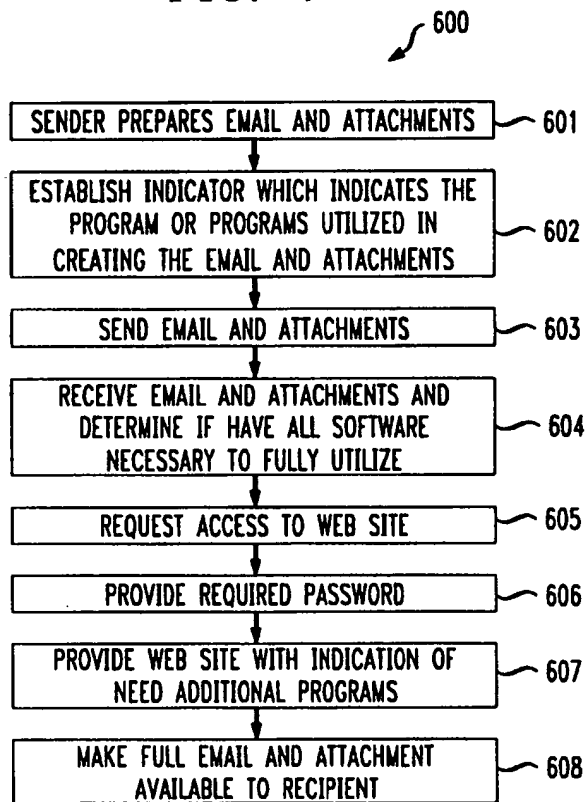 600
SENDER PREPARES EMAIL AND ATTACHMENTS
601
ESTABLISH INDICATOR WHICH INDICATES THE
PROGRAM OR PROGRAMS UTILIZED IN
CREATING THE EMAIL AND ATTACHMENTS
602
SEND EMAIL AND ATTACHMENTS
603
RECEIVE EMAIL AND ATTACHMENTS AND
DETERMINE IF HAVE ALL SOFTWARE
NECESSARY TO FULLY UTILIZE
604
REQUEST ACCESS TO WEB SITE
605
PROVIDE REQUIRED PASSWORD
606
PROVIDE WEB SITE WITH INDICATION OF
NEED ADDITIONAL PROGRAMS
607
MAKE FULL EMAIL AND ATTACHMENT
AVAILABLE TO RECIPIENT
608